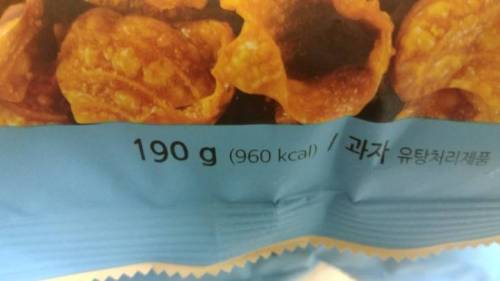 190 g (960 kcal) / 과자 유탕처리제품